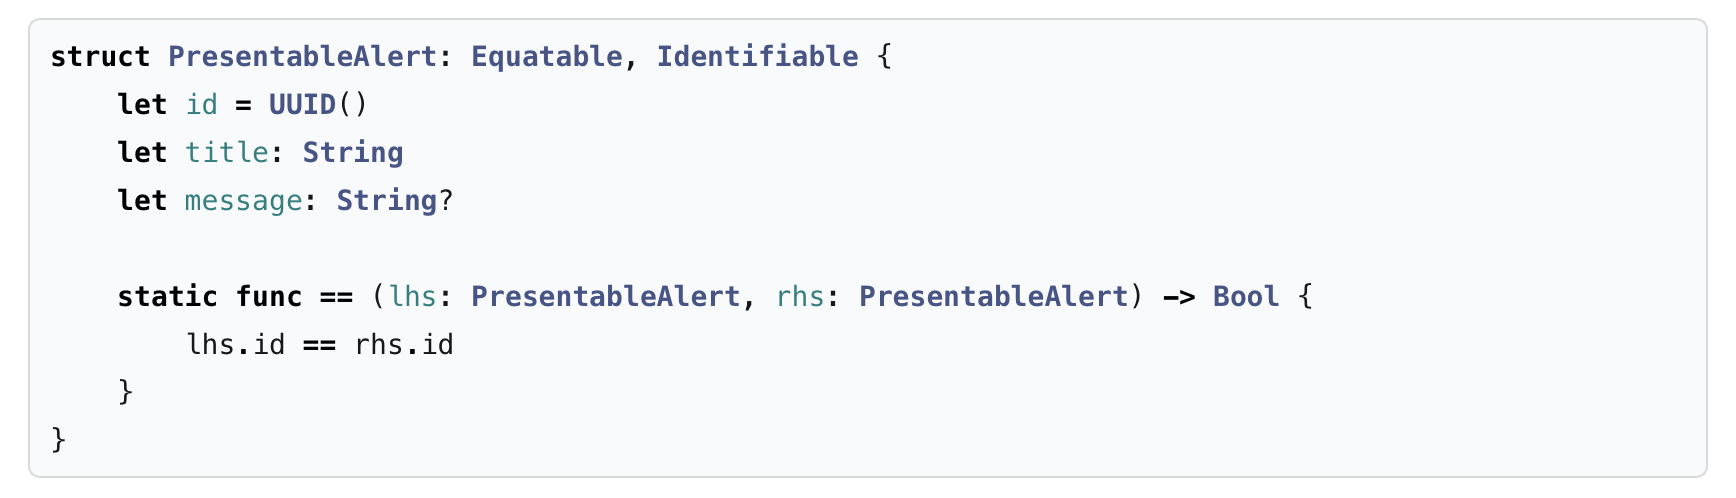 struct PresentableAlert: Equatable, Identifiable {
    let id = UUID()
    let title: String
    let message: String?

    static func == (lhs: PresentableAlert, rhs: PresentableAlert) -> Bool {
        lhs.id == rhs.id
    }
}